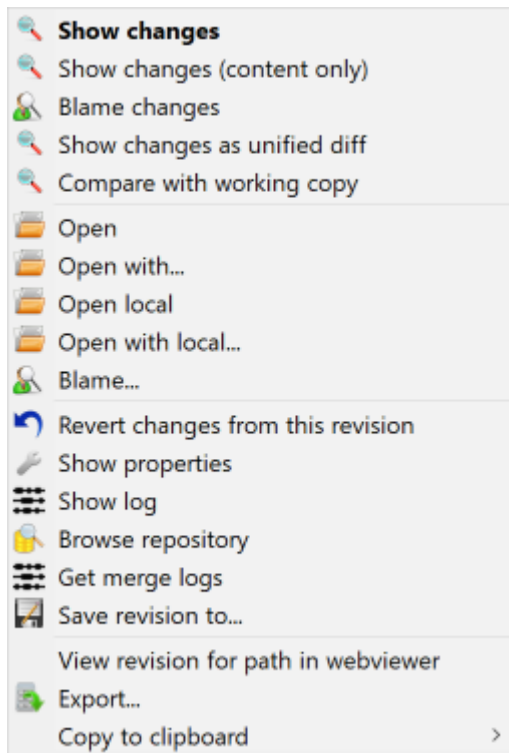 Show changes
Show changes (content only)
Blame changes
Show changes as unified diff
Compare with working copy
Open
Open with...
Open local
Open with local...
Blame...
Revert changes from this revision
Show properties
Show log
Browse repository
Get merge logs
Save revision to...
View revision for path in webviewer
Export...
Copy to clipboard